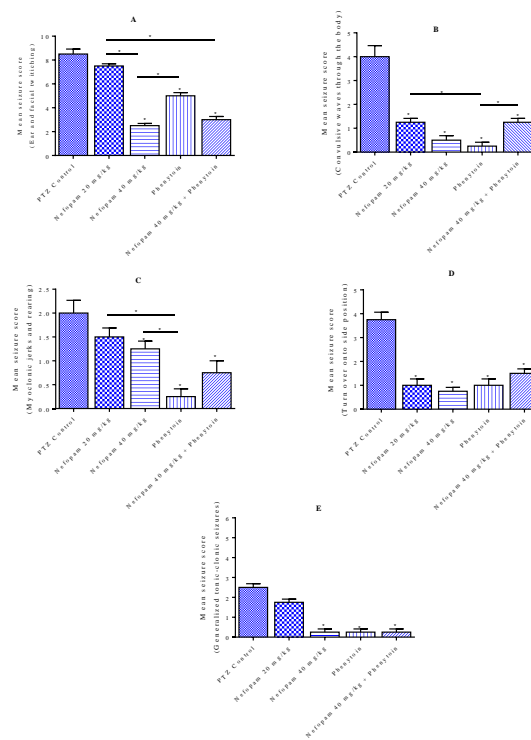 A
Mean seizure score
(Ear and facial twitching)
10
8
6
4
2
0
*
*
*
*
*
*
PTZ Control
Nefopam 20 mg/kg
Nefopam 40 mg/kg
Phenytoin
Nefopam 40 mg/kg + Phenytoin
B
Mean seizure score
(Convulsive waves through the body)
5
4
3
2
1
0
*
*
*
*
*
*
PTZ Control
Nefopam 20 mg/kg
Nefopam 40 mg/kg
Phenytoin
Nefopam 40 mg/kg + Phenytoin
C
Mean seizure score
(Myoclonic jerks and rearing)
2.5
2.0
1.5
1.0
0.5
0.0
*
*
*
*
*
PTZ Control
Nefopam 20 mg/kg
Nefopam 40 mg/kg
Phenytoin
Nefopam 40 mg/kg + Phenytoin
D
Mean seizure score
(Turn over onto side position)
5
4
3
2
1
0
*
*
*
*
PTZ Control
Nefopam 20 mg/kg
Nefopam 40 mg/kg
Phenytoin
Nefopam 40 mg/kg + Phenytoin
E
Mean seizure score
(Generalized tonic-clonic seizures)
6
5
4
3
2
1
0
*
*
*
PTZ Control
Nefopam 20 mg/kg
Nefopam 40 mg/kg
Phenytoin
Nefopam 40 mg/kg + Phenytoin